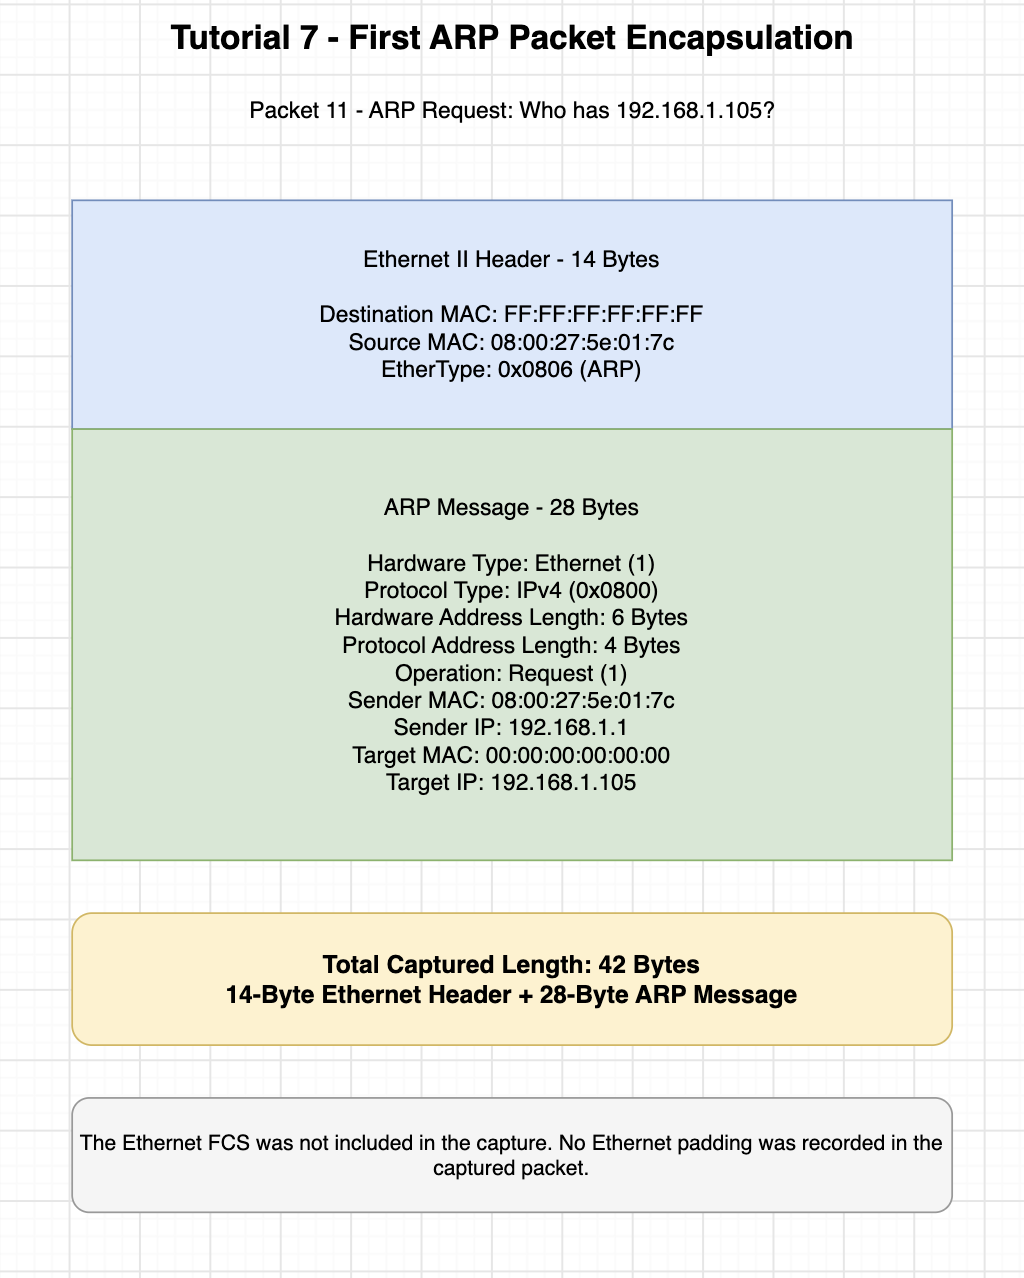 Tutorial 7 - First ARP Packet Encapsulation
Packet 11 - ARP Request: Who has 192.168.1.105?
Ethernet II Header - 14 Bytes
Destination MAC: FF:FF:FF:FF:FF:FF
Source MAC: 08:00:27:5e:01:7c
EtherType: 0x0806 (ARP)
ARP Message - 28 Bytes
Hardware Type: Ethernet (1)
Protocol Type: IPv4 (0x0800)
Hardware Address Length: 6 Bytes
Protocol Address Length: 4 Bytes
Operation: Request (1)
Sender MAC: 08:00:27:5e:01:7c
Sender IP: 192.168.1.1
Target MAC: 00:00:00:00:00:00
Target IP: 192.168.1.105
Total Captured Length: 42 Bytes
14-Byte Ethernet Header + 28-Byte ARP Message
The Ethernet FCS was not included in the capture. No Ethernet padding was recorded in the
captured packet.